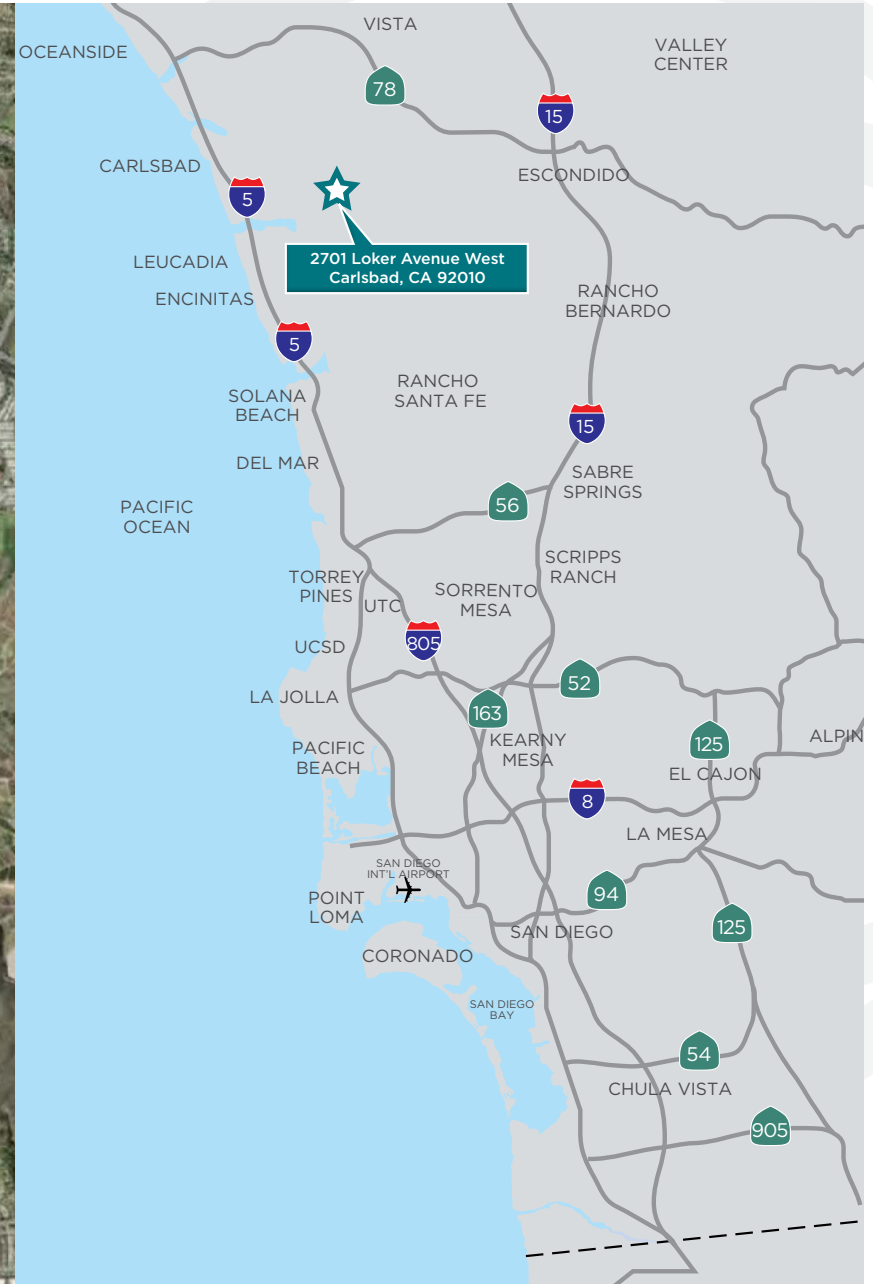 VISTA
OCEANSIDE
VALLEY
CENTER
78
15
CARLSBAD
ESCONDIDO
5
2701 Loker Avenue West
Carlsbad, CA 92010
LEUCADIA
ENCINITAS
RANCHO
BERNARDO
5
RANCHO
SANTA FE
SOLANA
BEACH
15
DEL MAR
SABRE
SPRINGS
56
PACIFIC
OCEAN
SCRIPPS
RANCH
TORREY
PINES
UTC
SORRENTO
MESA
UCSD
805
LA JOLLA
52
163
KEARNY
MESA
125
ALPIN
PACIFIC
BEACH
EL CAJON
8
LA MESA
SAN DIEGO
INT'L AIRPORT
POINT
LOMA
94
SAN DIEGO
125
CORONADO
SAN DIEGO
BAY
54
CHULA VISTA
905